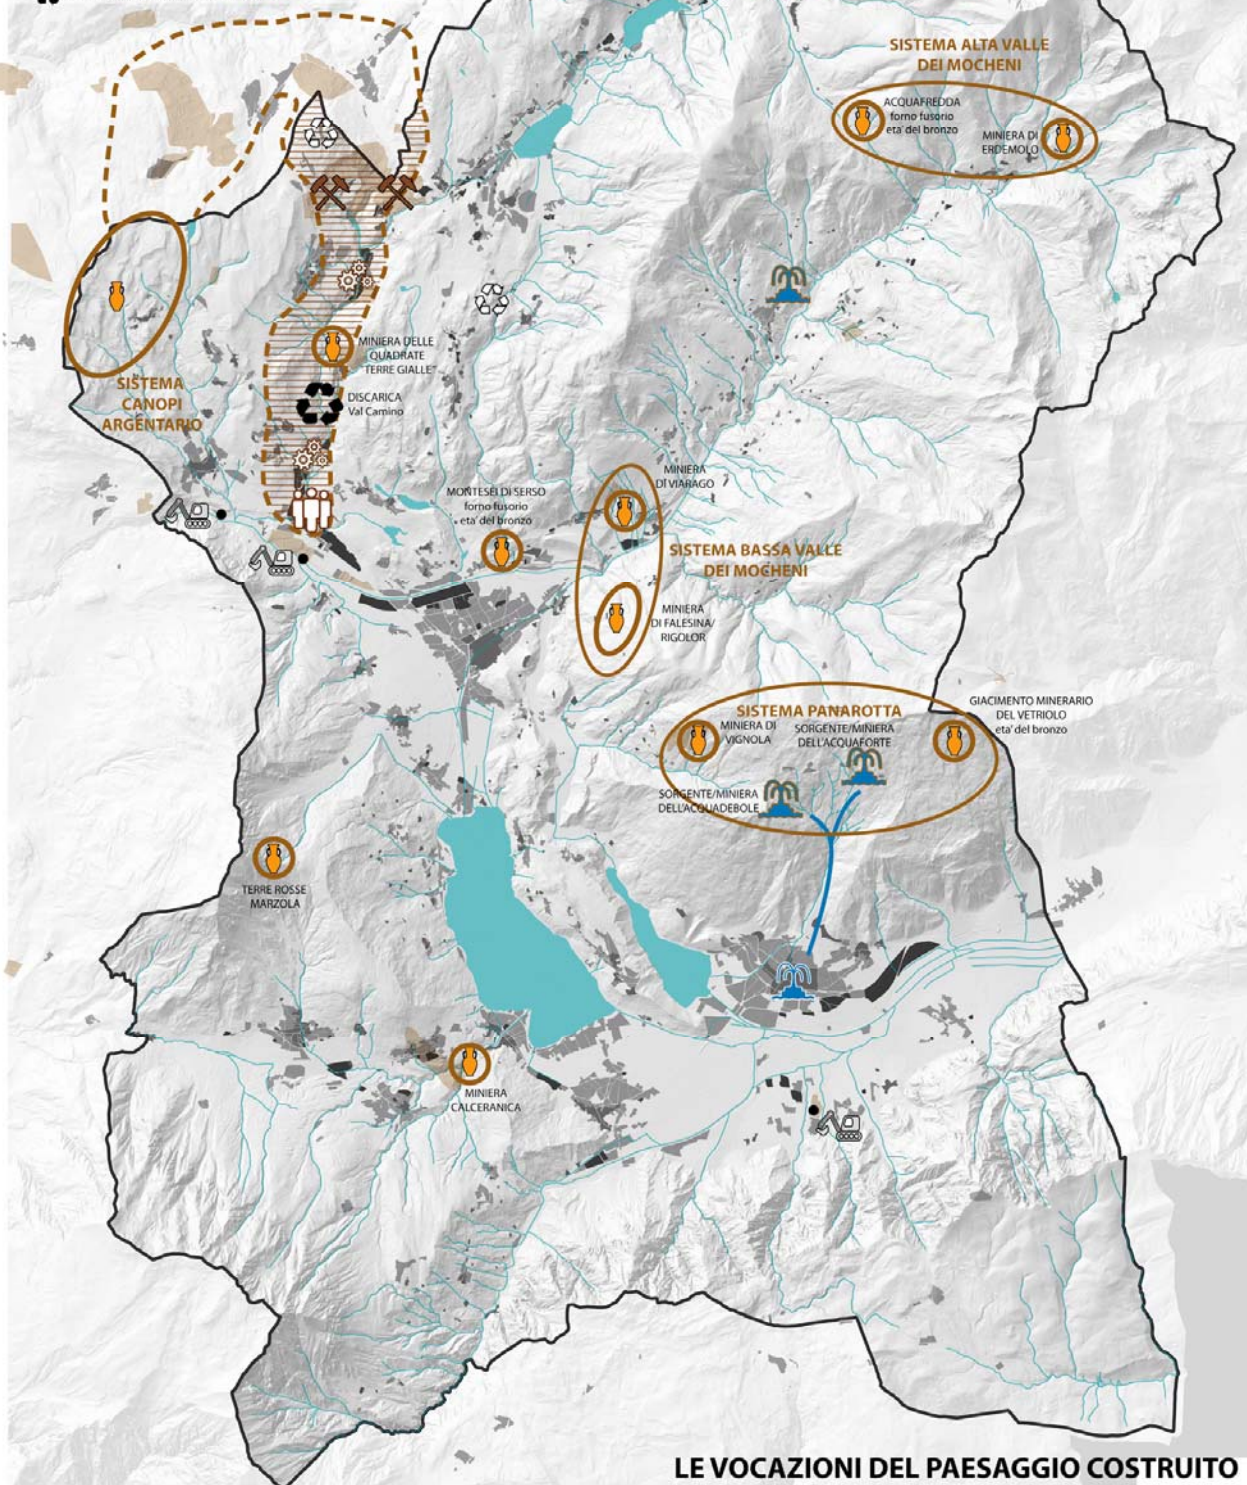 SISTEMA ALTA VALLE
DEI MOCHENI
ACQUAFREDDA
forno fusorio
eta' del bronzo
MINIERA DI
ERDEMOLO
MINIERA DELLE
QUADRATE
"TERRE GIALLE"
SISTEMA
CANOPI
ARGENTARIO
DISCARICA
Val Camino
MONTESEI DI SERSO
forno fusorio
eta' del bronzo
MINIERA
DI VIARAGO
SISTEMA BASSA VALLE
DEI MOCHENI
MINIERA
DI FALESINA/
RIGOLOR
SISTEMA PANAROTTA
MINIERA DI
VIGNOLA
SORGENTE/MINIERA
DELL'ACQUAFORTE
GIACIMENTO MINERARIO
DEL VETRIOLO
eta' del bronzo
SORGENTE/MINIERA
DELL'ACQUADEBOLE
TERRE ROSSE
MARZOLA
MINIERA
CALCERANICA
LE VOCAZIONI DEL PAESAGGIO COSTRUITO